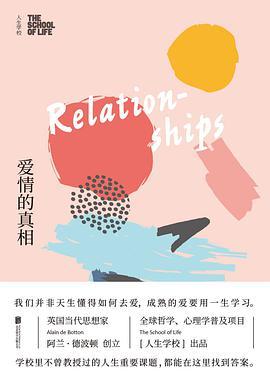 人生学校
THE
SCHOOL
OF LIFE
Relation-
ships
爱情的真相
我们并非天生懂得如何去爱，成熟的爱要用一生学习。
英国当代思想家
Alain de Botton
阿兰·德波顿 创立
全球哲学、心理学普及项目
The School of Life
[人生学校] 出品
学校里不曾教授过的人生重要课题，都能在这里找到答案。